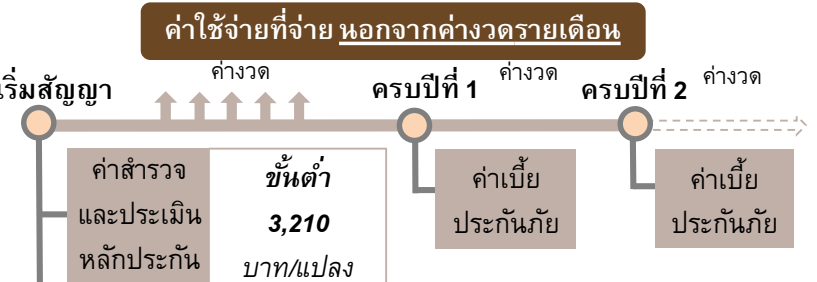 ค่าใช้จ่ายที่จ่าย นอกจากค่างวดรายเดือน
เริ่มสัญญา
ค่างวด
ครบปีที่ 1
ค่างวด
ครบปีที่ 2
ค่างวด
ค่าสำรวจ
และประเมิน
หลักประกัน
ขั้นต่ำ
3,210
บาท/แปลง
ค่าเบี้ย
ประกันภัย
ค่าเบี้ย
ประกันภัย